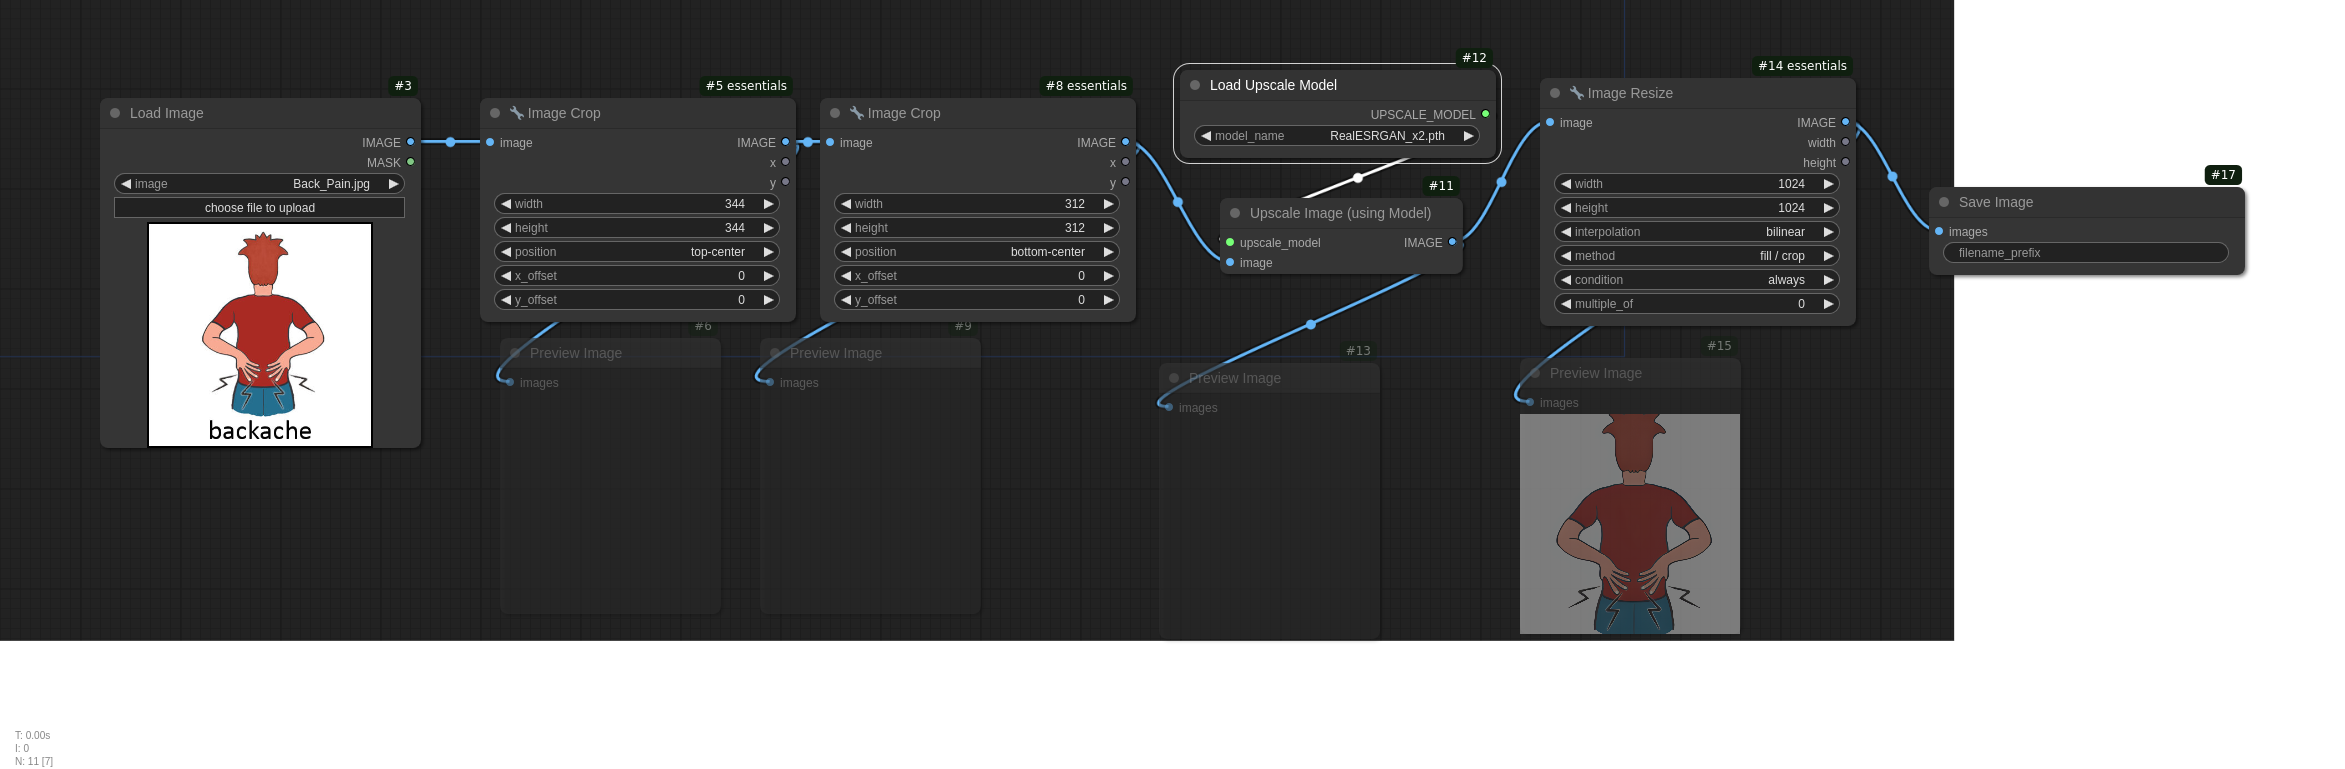 #3
Load Image
IMAGE
MASK
image Back_Pain.jpg
choose file to upload
backache
#5 essentials
Image Crop
image IMAGE
x
y
width 344
height 344
position top-center
x_offset 0
y_offset 0
#6
Preview Image
images
#8 essentials
Image Crop
image IMAGE
x
y
width 312
height 312
position bottom-center
x_offset 0
y_offset 0
#9
Preview Image
images
#12
Load Upscale Model
UPSCALE_MODEL
model_name RealESRGAN_x2.pth
#11
Upscale Image (using Model)
upscale_model IMAGE
image
#13
Preview Image
images
#14 essentials
Image Resize
image IMAGE
width
height
width 1024
height 1024
interpolation bilinear
method fill / crop
condition always
multiple_of 0
#15
Preview Image
images
#17
Save Image
images
filename_prefix
T: 0.00s
I: 0
N: 11 [7]